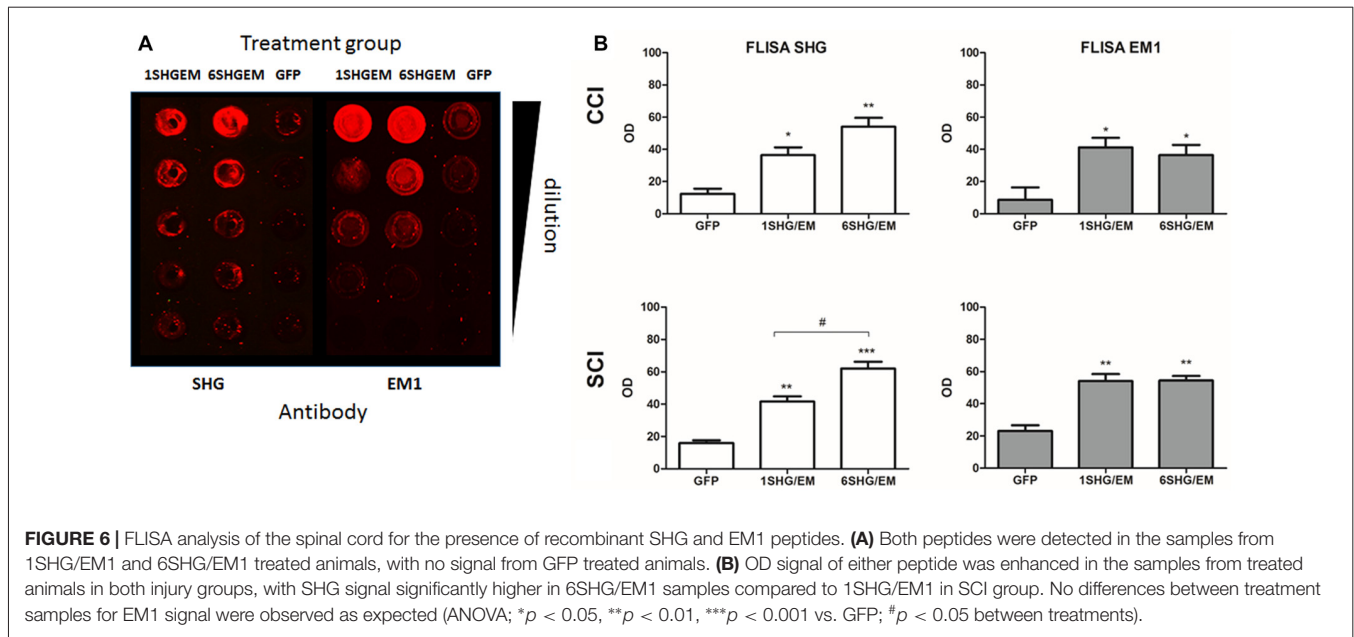 A
Treatment group
1SHGEM 6SHGEM GFP 1SHGEM 6SHGEM GFP
dilution
SHG EM1
Antibody
B
FLISA SHG
CCI
OD
100
80
60
40
20
0
*
**
GFP 1SHG/EM 6SHG/EM
FLISA EM1
OD
100
80
60
40
20
0
*
*
GFP 1SHG/EM 6SHG/EM
SCI
OD
100
80
60
40
20
0
#
**
***
GFP 1SHG/EM 6SHG/EM
OD
100
80
60
40
20
0
**
**
GFP 1SHG/EM 6SHG/EM
FIGURE 6 | FLISA analysis of the spinal cord for the presence of recombinant SHG and EM1 peptides. (A) Both peptides were detected in the samples from
1SHG/EM1 and 6SHG/EM1 treated animals, with no signal from GFP treated animals. (B) OD signal of either peptide was enhanced in the samples from treated
animals in both injury groups, with SHG signal significantly higher in 6SHG/EM1 samples compared to 1SHG/EM1 in SCI group. No differences between treatment
samples for EM1 signal were observed as expected (ANOVA; *p < 0.05, **p < 0.01, ***p < 0.001 vs. GFP; #p < 0.05 between treatments).